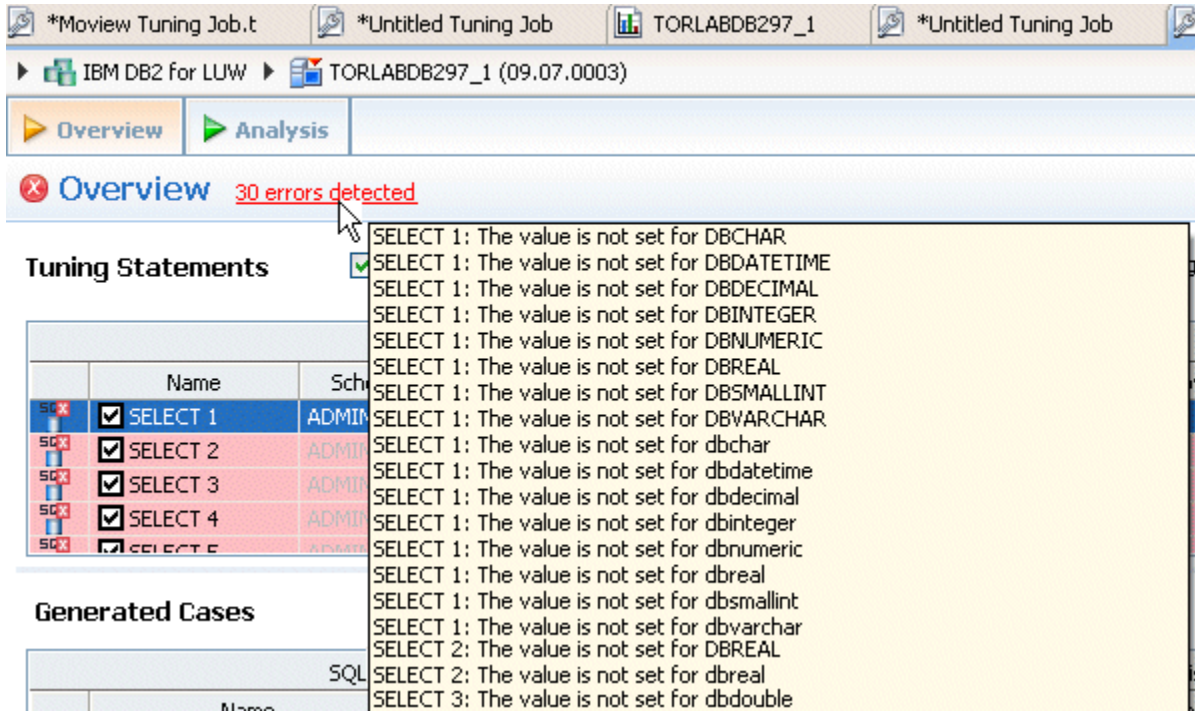 *Moview Tuning Job.t *Untitled Tuning Job TORLABDB297_1 *Untitled Tuning Job
IBM DB2 for LUW TORLABDB297_1 (09.07.0003)
Overview Analysis
Overview 30 errors detected
SELECT 1: The value is not set for DBCHAR
Tuning Statements
SELECT 1: The value is not set for DBDATETIME
SELECT 1: The value is not set for DBDECIMAL
SELECT 1: The value is not set for DBINTEGER
SELECT 1: The value is not set for DBNUMERIC
SELECT 1: The value is not set for DBREAL
Name Sch
SELECT 1: The value is not set for DBSMALLINT
SELECT 1 ADMIN
SELECT 1: The value is not set for DBVARCHAR
SELECT 1: The value is not set for dbchar
SELECT 2 ADMIN
SELECT 1: The value is not set for dbdatetime
SELECT 3 ADMIN
SELECT 1: The value is not set for dbdecimal
SELECT 4 ADMIN
SELECT 1: The value is not set for dbinteger
SELECT 5 ADMIN
SELECT 1: The value is not set for dbnumeric
SELECT 1: The value is not set for dbreal
SELECT 1: The value is not set for dbsmallint
Generated Cases
SELECT 1: The value is not set for dbvarchar
SELECT 2: The value is not set for DBREAL
SQL
SELECT 2: The value is not set for dbreal
SELECT 3: The value is not set for dbdouble
Name